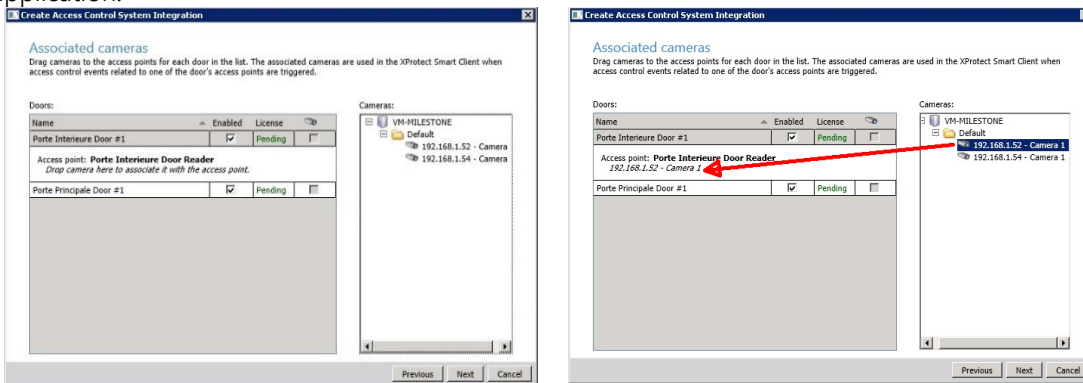 application.
Create Access Control System Integration
Associated cameras
Drag cameras to the access points for each door in the list. The associated cameras are used in the XProtect Smart Client when
access control events related to one of the door's access points are triggered.
Doors:
Cameras:
Name Enabled License
Porte Interieure Door #1 Pending
Access point: Porte Interieure Door Reader
Drop camera here to associate it with the access point.
Porte Principale Door #1 Pending
VM-MILESTONE
Default
192.168.1.52 - Camera
192.168.1.54 - Camera
Previous Next Cancel
Create Access Control System Integration
Associated cameras
Drag cameras to the access points for each door in the list. The associated cameras are used in the XProtect Smart Client when
access control events related to one of the door's access points are triggered.
Doors:
Cameras:
Name Enabled License
Porte Interieure Door #1 Pending
Access point: Porte Interieure Door Reader
192.168.1.52 - Camera 1
Porte Principale Door #1 Pending
VM-MILESTONE
Default
192.168.1.52 - Camera 1
192.168.1.54 - Camera 1
Previous Next Cancel